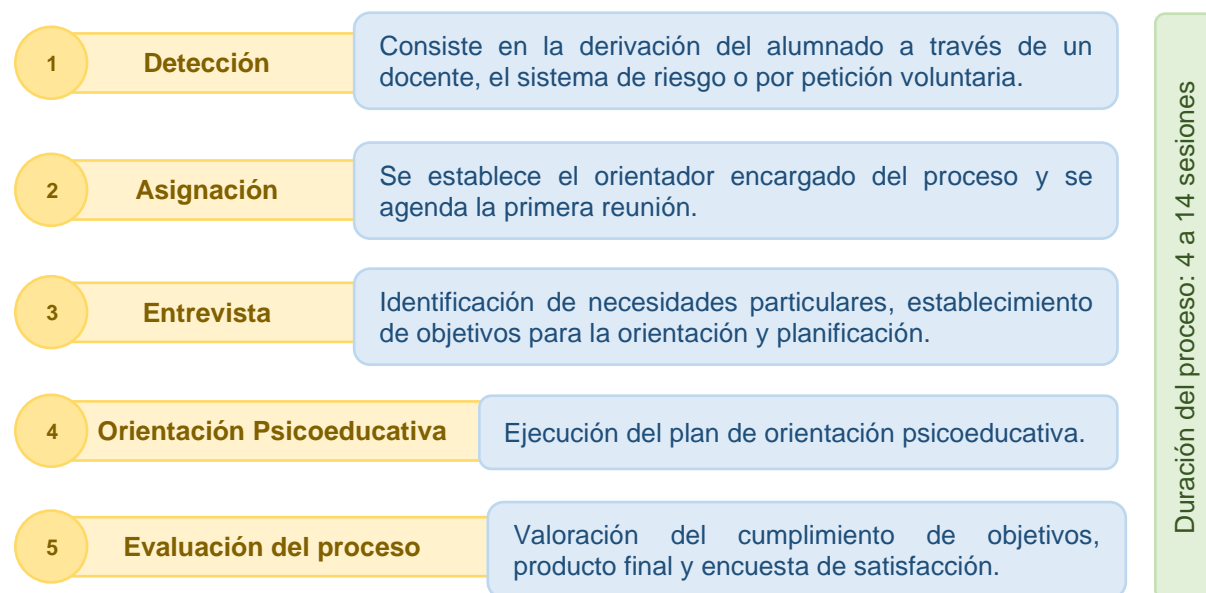 1
Detección
Consiste en la derivación del alumnado a través de un
docente, el sistema de riesgo o por petición voluntaria.
2
Asignación
Se establece el orientador encargado del proceso y se
agenda la primera reunión.
3
Entrevista
Identificación de necesidades particulares, establecimiento
de objetivos para la orientación y planificación.
4
Orientación Psicoeducativa
Ejecución del plan de orientación psicoeducativa.
5
Evaluación del proceso
Valoración del cumplimiento de objetivos,
producto final y encuesta de satisfacción.
Duración del proceso: 4 a 14 sesiones